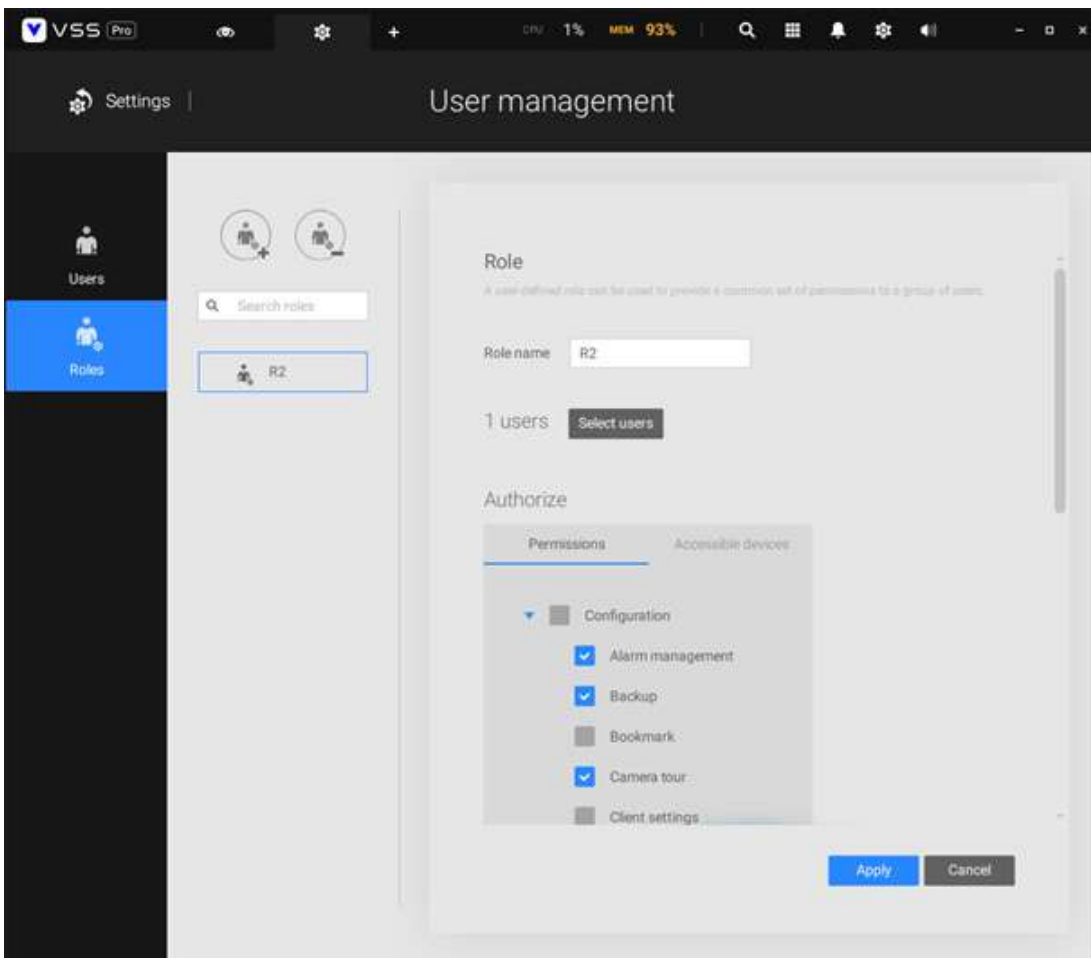 VSS Pro
CPU 1% MEM 93%
Settings
User management
Users
Roles
Search roles
R2
Role
A user-defined role can be used to provide a common set of permissions to a group of users.
Role name R2
1 users Select users
Authorize
Permissions Accessible devices
Configuration
Alarm management
Backup
Bookmark
Camera tour
Client settings
Apply Cancel